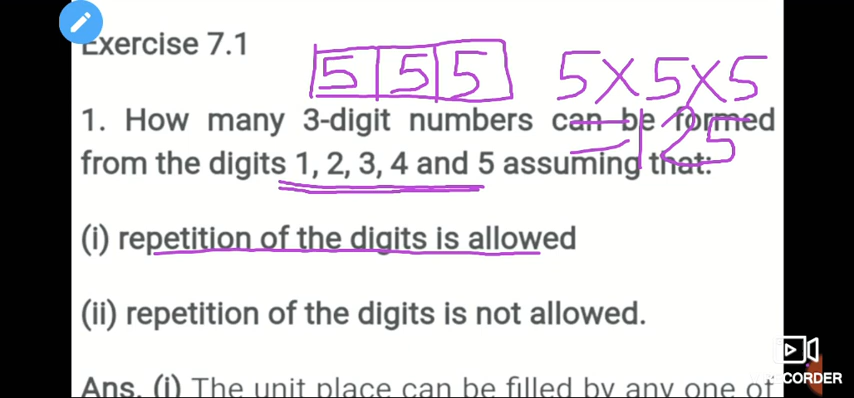 Exercise 7.1
5 5 5 5×5×5
=125
1. How many 3-digit numbers can be formed
from the digits 1, 2, 3, 4 and 5 assuming that:
(i) repetition of the digits is allowed
(ii) repetition of the digits is not allowed.
Ans. (i) The unit place can be filled by any one of
CORDER